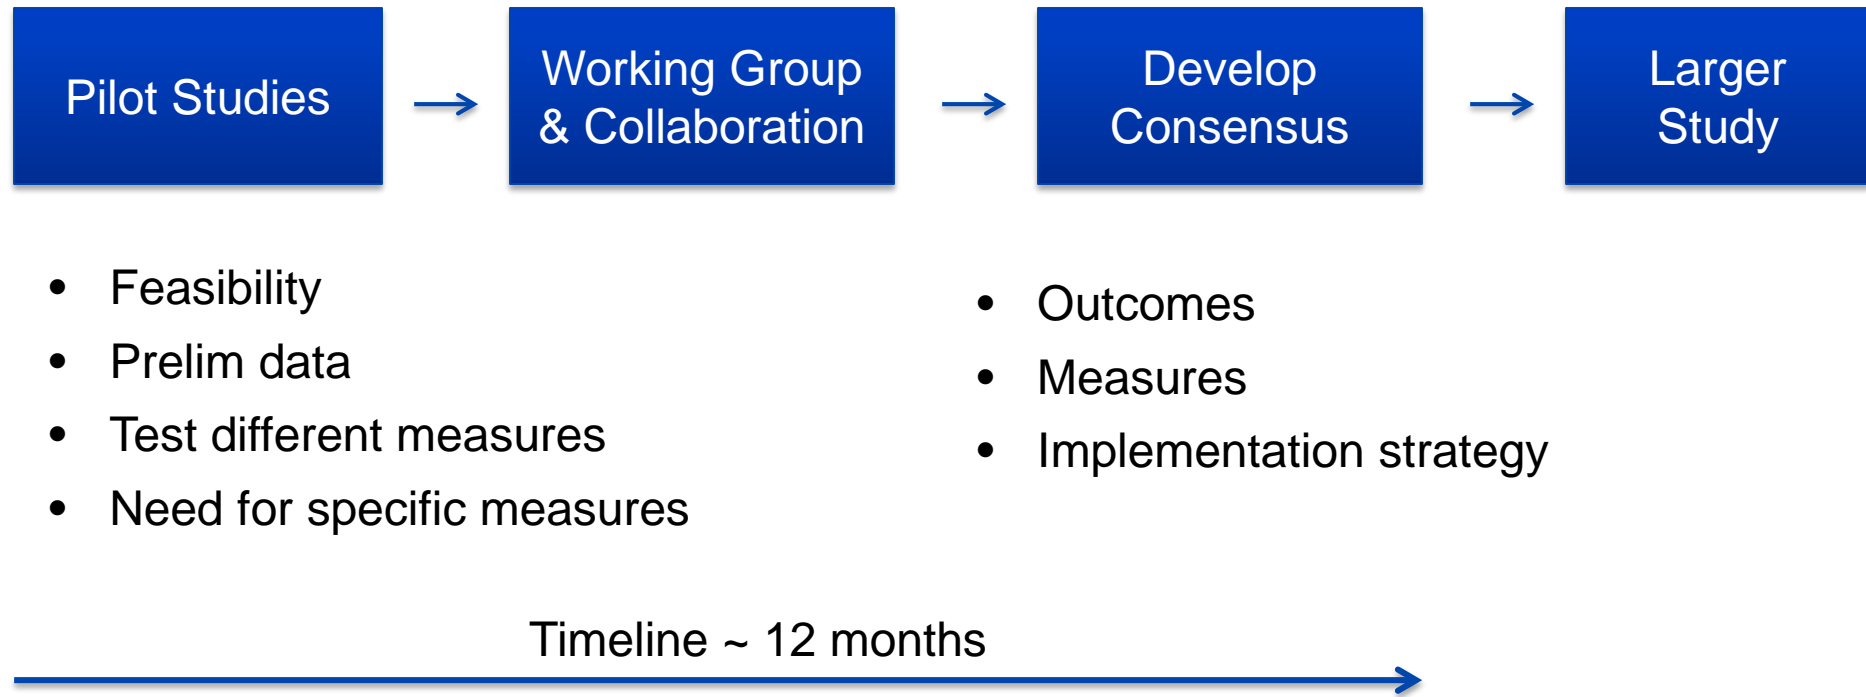 Pilot Studies
Working Group
& Collaboration
Develop
Consensus
Larger
Study
• Feasibility
• Prelim data
• Test different measures
• Need for specific measures
• Outcomes
• Measures
• Implementation strategy
Timeline ~ 12 months